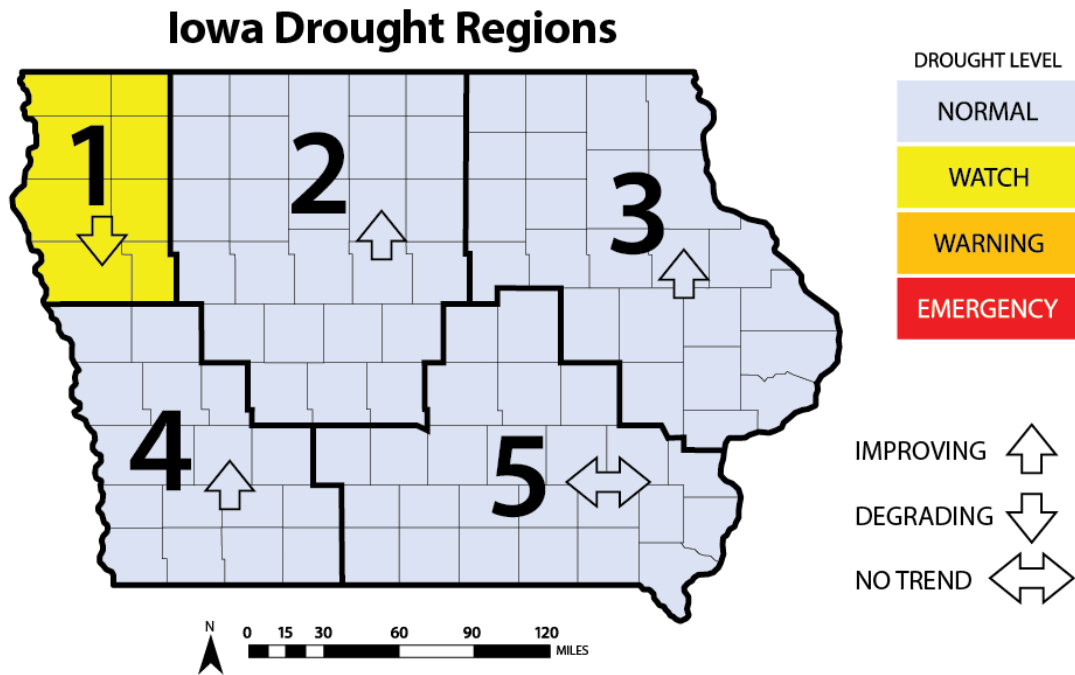 Iowa Drought Regions
DROUGHT LEVEL
NORMAL
WATCH
WARNING
EMERGENCY
1
2
3
4
5
IMPROVING
DEGRADING
NO TREND
N
0 15 30 60 90 120
MILES